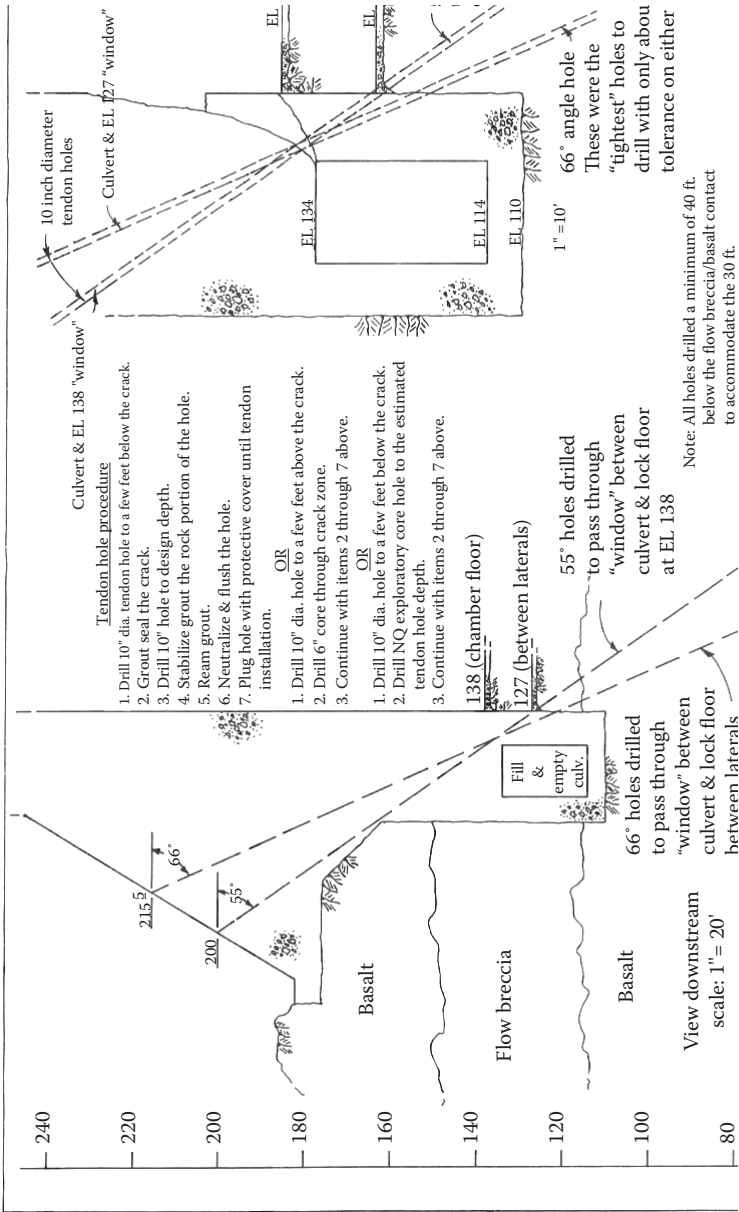 240
220
200
180
160
140
120
100
80
215 5
66°
200
55°
Basalt
Flow breccia
Basalt
View downstream
scale: 1" = 20'
Fill
&
empty
culv.
138 (chamber floor)
127 (between laterals)
66° holes drilled
to pass through
“window” between
culvert & lock floor
between laterals
55° holes drilled
to pass through
“window” between
culvert & lock floor
at EL 138
Tendon hole procedure
1. Drill 10" dia. tendon hole to a few feet below the crack.
2. Grout seal the crack.
3. Drill 10" hole to design depth.
4. Stabilize grout the rock portion of the hole.
5. Ream grout.
6. Neutralize & flush the hole.
7. Plug hole with protective cover until tendon
installation.
OR
1. Drill 10" dia. hole to a few feet above the crack.
2. Drill 6" core through crack zone.
3. Continue with items 2 through 7 above.
OR
1. Drill 10" dia. hole to a few feet below the crack.
2. Drill NQ exploratory core hole to the estimated
tendon hole depth.
3. Continue with items 2 through 7 above.
Culvert & EL 138 "window"
10 inch diameter
tendon holes
Culvert & EL 127 “window”
EL
EL
EL 134
EL 114
EL 110
1" =10'
66° angle hole
These were the
“tightest” holes to
drill with only abou
tolerance on either
Note: All holes drilled a minimum of 40 ft.
below the flow breccia/basalt contact
to accommodate the 30 ft.